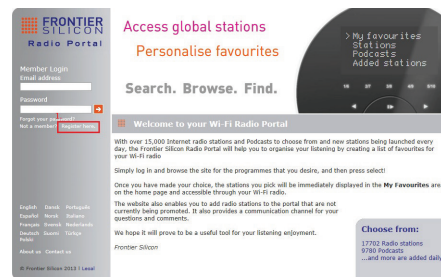 FRONTIER
SILICON
Radio Portal
Member Login
Email address
Password
Forgot your password?
Not a member? Register here.
English Dansk Português
Español Norsk Italiano
Français Svensk Nederlands
Deutsch Suomi Türkçe
Polski
About us Contact us
© Frontier Silicon 2013 | Legal
Access global stations
Personalise favourites
Search. Browse. Find.
>My favourites
Stations
Podcasts
Added stations
Welcome to your Wi-Fi Radio Portal
With over 15,000 Internet radio stations and Podcasts to choose from and new stations being launched every
day, the Frontier Silicon Radio Portal will help you to organise your listening by creating a list of favourites for
your Wi-Fi radio
Simply log in and browse the site for the programmes that you desire, and then press select!
Once you have made your choice, the stations you pick will be immediately displayed in the My Favourites area
on the home page and accessible through your Wi-Fi radio.
The website also enables you to add radio stations to the portal that are not
currently being promoted. It also provides a communication channel for your
questions and comments.
We hope it will prove to be a useful tool for your listening enjoyment.
Frontier Silicon
Choose from:
17702 Radio stations
9780 Podcasts
...and more are added daily